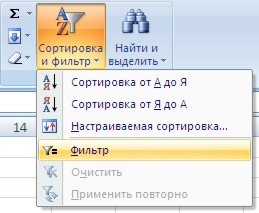 Σ
Сортировка и фильтр
Найти и выделить
Сортировка от А до Я
Сортировка от Я до А
Настраиваемая сортировка...
Фильтр
Очистить
Применить повторно
14